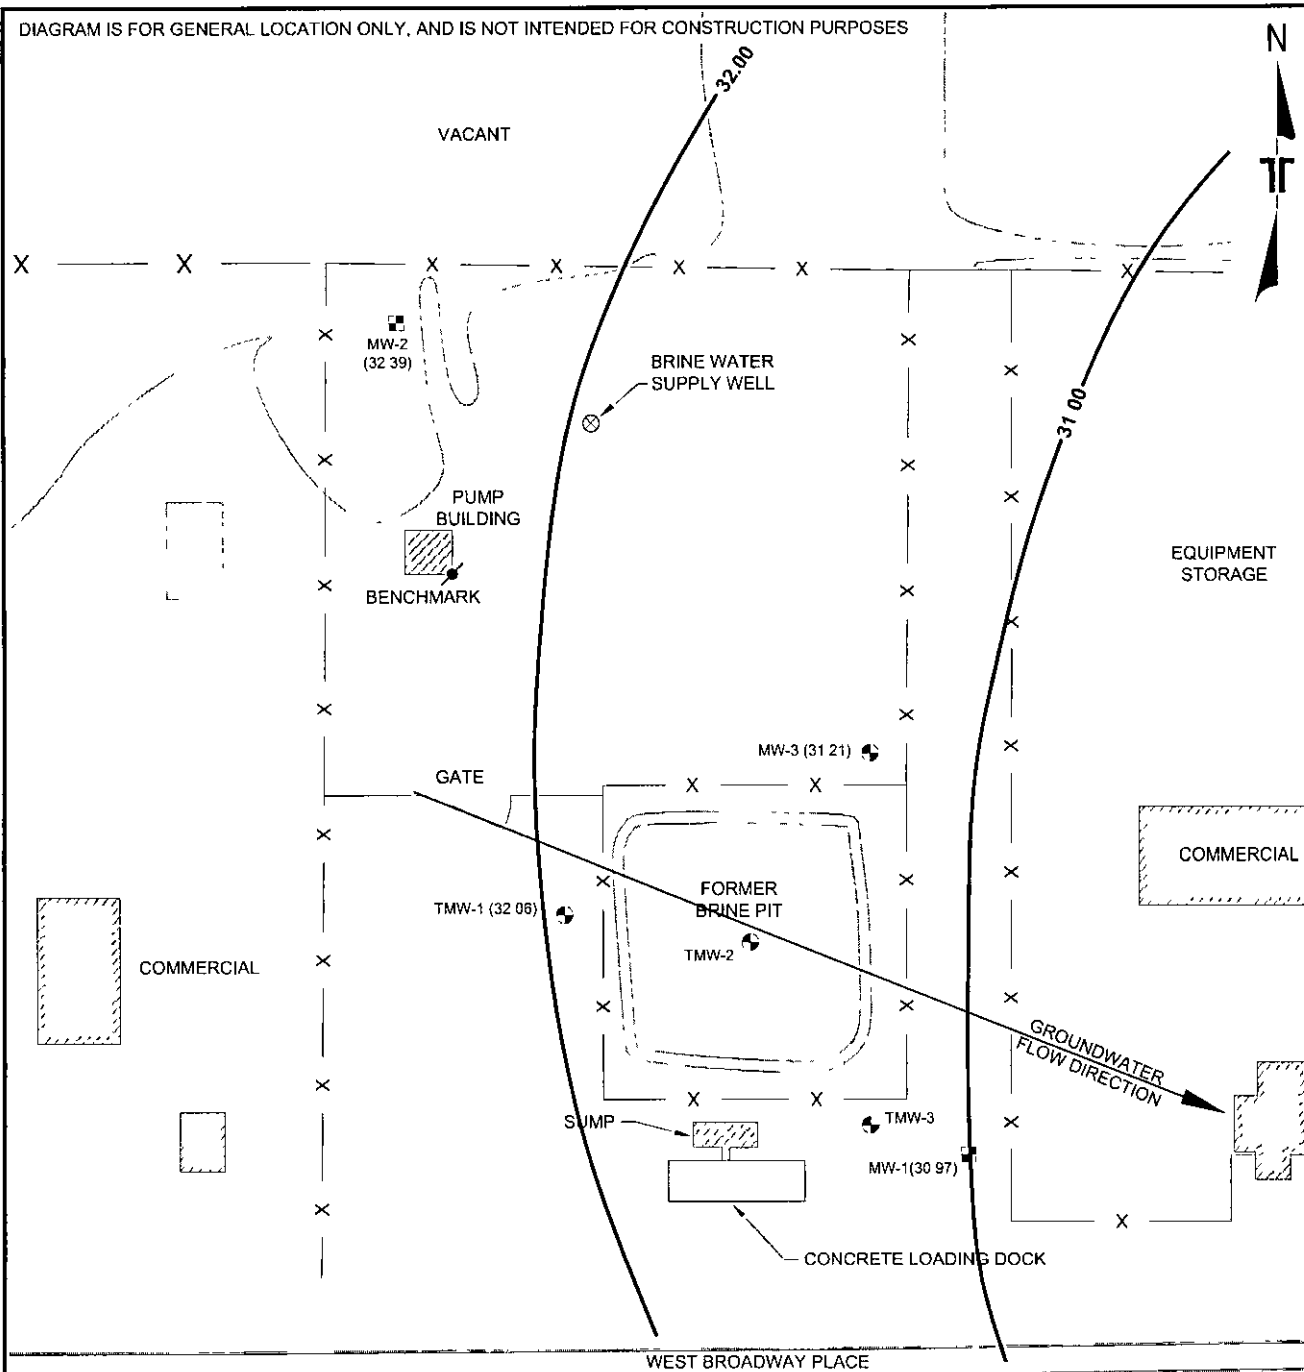 DIAGRAM IS FOR GENERAL LOCATION ONLY, AND IS NOT INTENDED FOR CONSTRUCTION PURPOSES
N
32.00
VACANT
X X X X X X X
MW-2
(32 39)
BRINE WATER
SUPPLY WELL
31 00
PUMP
BUILDING
EQUIPMENT
STORAGE
BENCHMARK
MW-3 (31 21)
GATE
COMMERCIAL
FORMER
BRINE PIT
TMW-1 (32 06)
TMW-2
COMMERCIAL
GROUNDWATER
FLOW DIRECTION
SUMP
TMW-3
MW-1(30 97)
CONCRETE LOADING DOCK
WEST BROADWAY PLACE